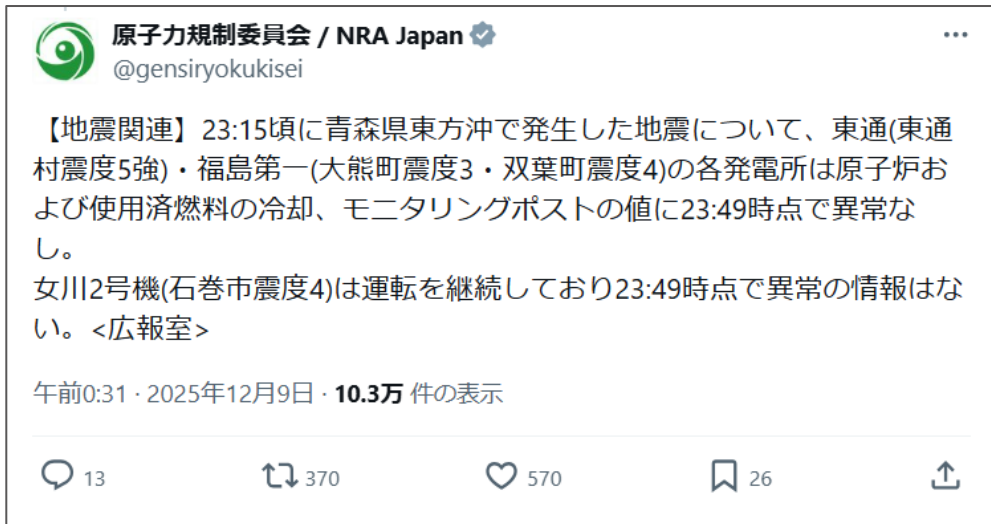 原子力規制委員会 / NRA Japan
@gensiryokukisei
【地震関連】23:15頃に青森県東方沖で発生した地震について、東通(東通
村震度5強)・福島第一(大熊町震度3・双葉町震度4)の各発電所は原子炉お
よび使用済燃料の冷却、モニタリングポストの値に23:49時点で異常な
し。
女川2号機(石巻市震度4)は運転を継続しており23:49時点で異常の情報はな
い。<広報室>
午前0:31 · 2025年12月9日 · 10.3万 件の表示
13 370 570 26